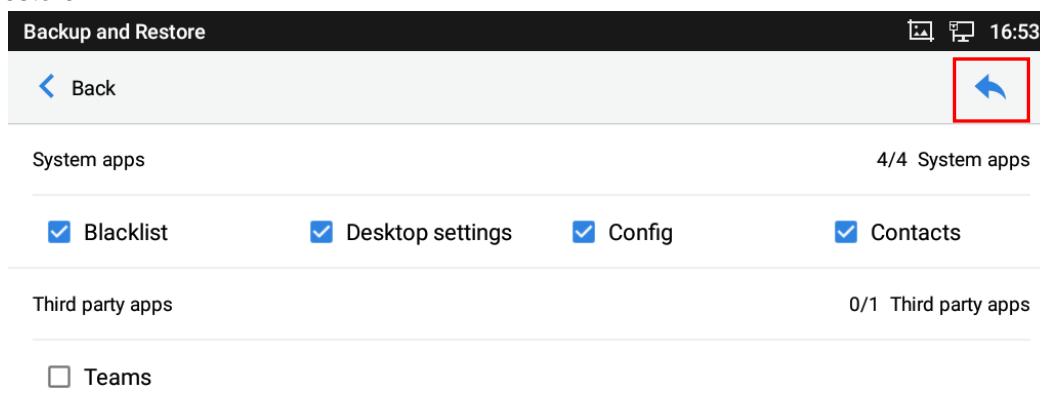 Backup and Restore 16:53
Back
System apps 4/4 System apps
Blacklist Desktop settings Config Contacts
Third party apps 0/1 Third party apps
Teams